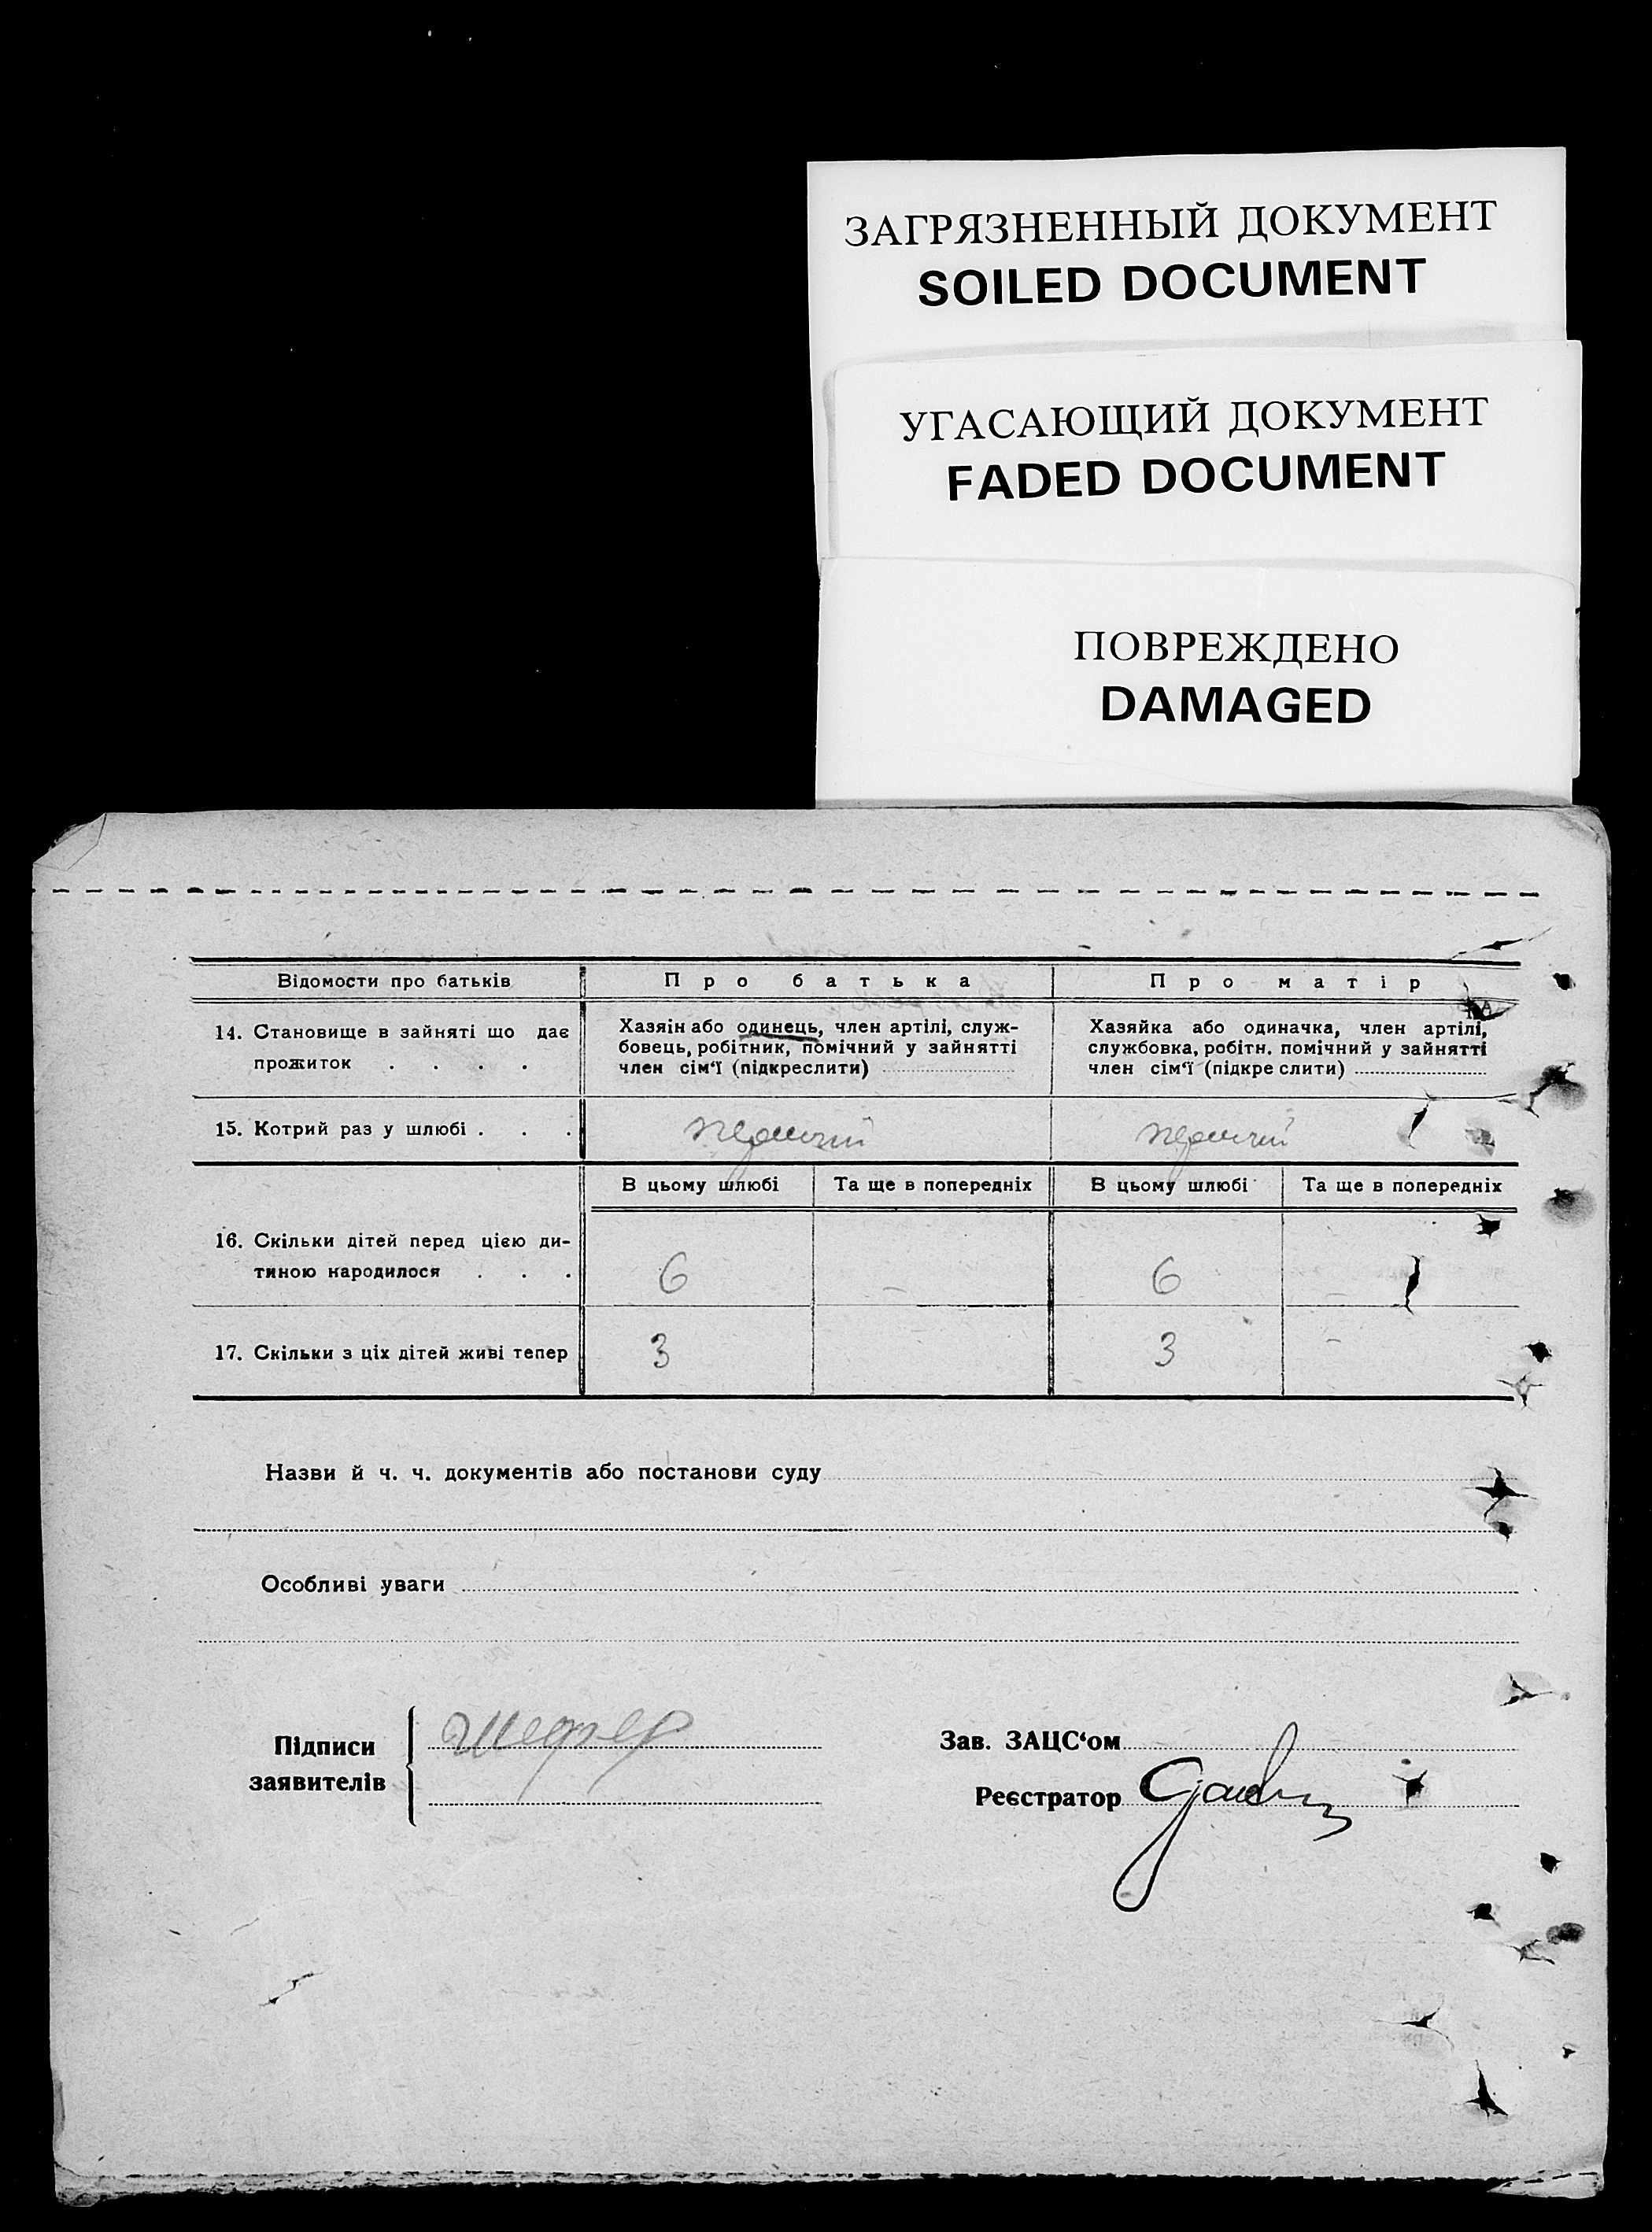 ЗАГРЯЗНЕННЫЙ ДОКУМЕНТ
SOILED DOCUMENT
УГАСАЮЩИЙ ДОКУМЕНТ
FADED DOCUMENT
ПОВРЕЖДЕНО
DAMAGED
Відомости про батьків Про батька Про матір
14. Становище в зайняті що дає прожиток . . . .
Хазяін або одинець, член артілі, служ-
бовець, робітник, помічний у зайнятті
член сім'ї (підкреслити)
Хазяйка або одиначка, член артілі,
службовка, робітн. помічний у зайнятті
член сім'ї (підкреслити)
15. Котрий раз у шлюбі . . .
В цьому шлюбі Та ще в попередніх В цьому шлюбі Та ще в попередніх
16. Скільки дітей перед цією ди-
тиною народилося . . . 6 – 6 –
17. Скільки з ціх дітей живі тепер 3 3 –
Назви й ч. ч. документів або постанови суду
Особливі уваги
Підписи
заявителів
Зав. ЗАЦС‘ом
Реєстратор